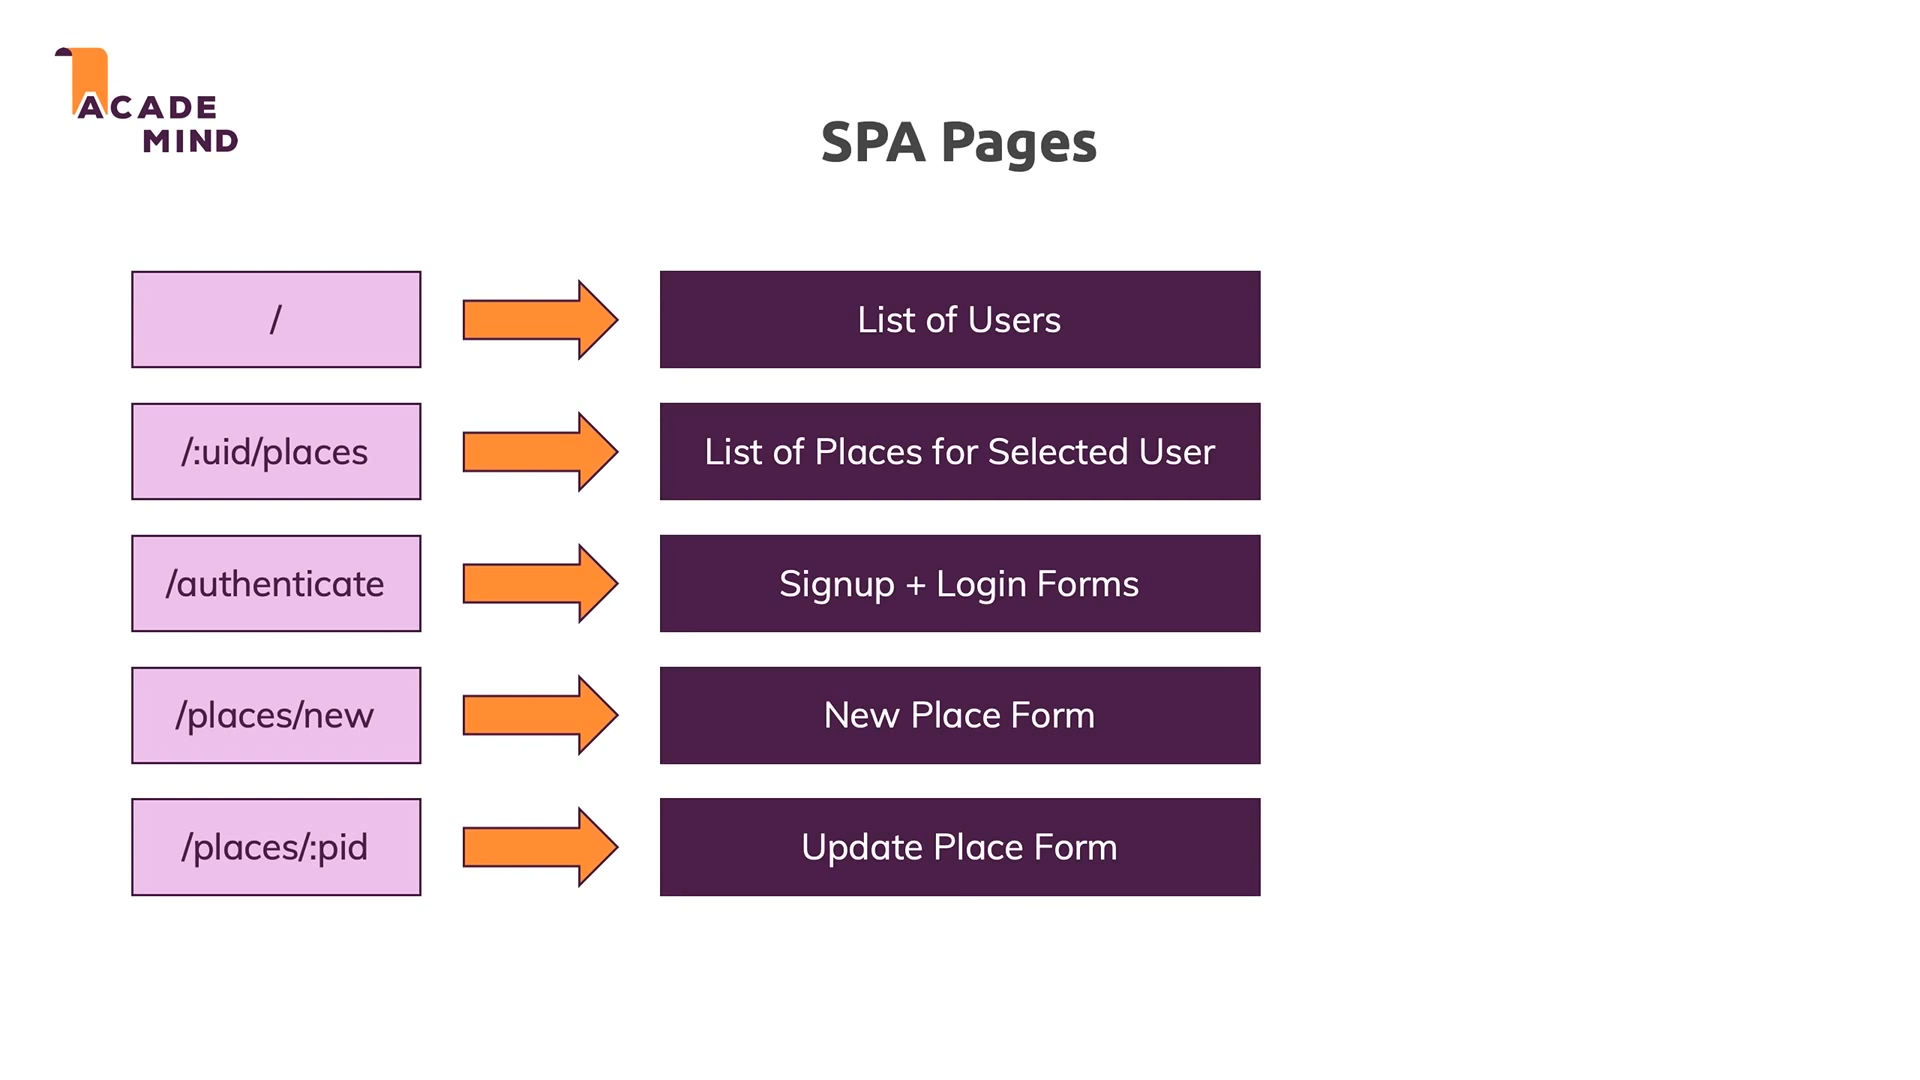 ACADE
MIND
SPA Pages
/
List of Users
/:uid/places
List of Places for Selected User
/authenticate
Signup + Login Forms
/places/new
New Place Form
/places/:pid
Update Place Form